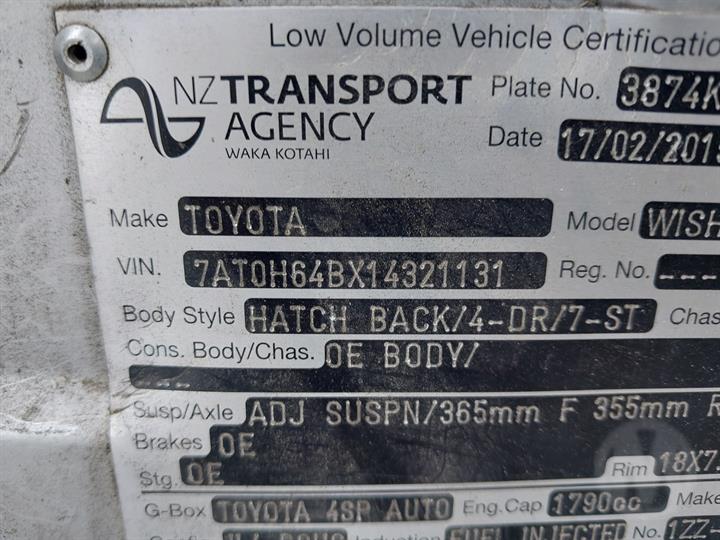 Low Volume Vehicle Certificatio
NZTRANSPORT Plate No. 3874K
AGENCY Date 17/02/201
WAKA KOTAHI
Make TOYOTA Model WISH
VIN. 7AT0H64BX14321131 Reg. No. ---
Body Style HATCH BACK/4-DR/7-ST Chas
Cons. Body/Chas. OE BODY/
---
Susp/Axle ADJ SUSPN/365mm F 355mm R
Brakes OE
Stg. OE Rim 18X7.
G-Box TOYOTA 4SP AUTO Eng.Cap 1790cc Make
FUEL INJECTED No. 1ZZ-